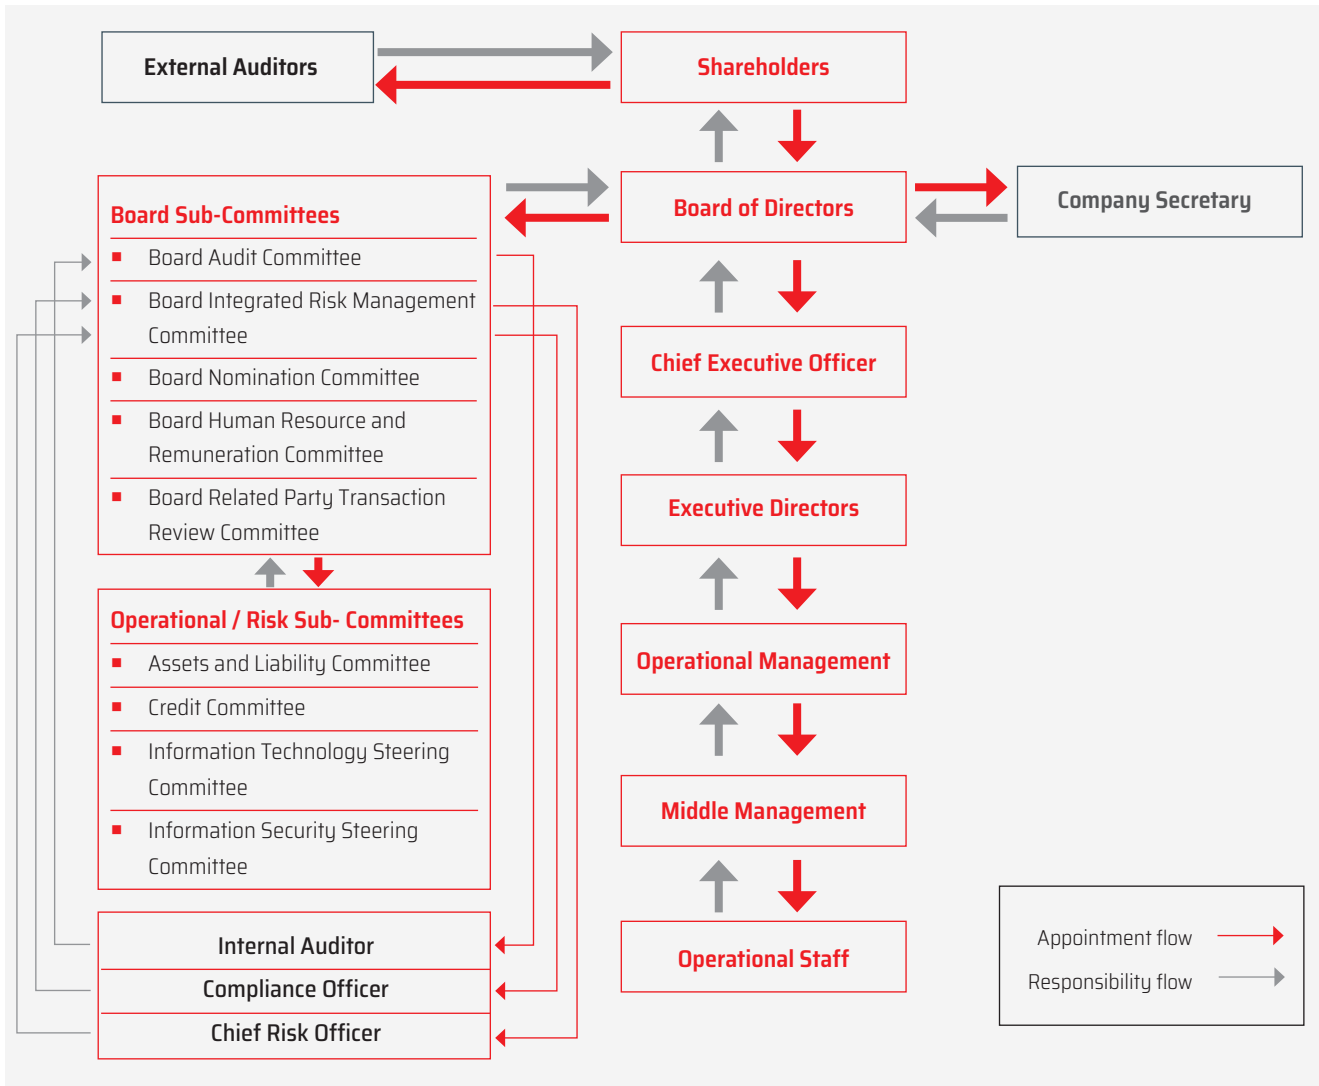 External Auditors
Shareholders
Board of Directors
Company Secretary
Board Sub-Committees
Board Audit Committee
Board Integrated Risk Management
Committee
Board Nomination Committee
Board Human Resource and
Remuneration Committee
Board Related Party Transaction
Review Committee
Operational / Risk Sub- Committees
Assets and Liability Committee
Credit Committee
Information Technology Steering
Committee
Information Security Steering
Committee
Internal Auditor
Compliance Officer
Chief Risk Officer
Chief Executive Officer
Executive Directors
Operational Management
Middle Management
Operational Staff
Appointment flow
Responsibility flow